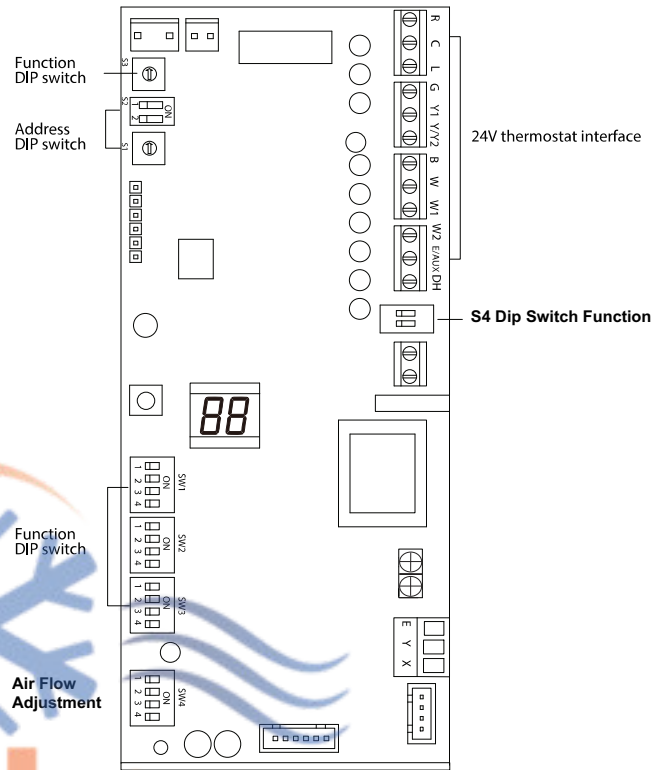 Function
DIP switch
S3
S2
ON
1
2
Address
DIP switch
S1
R
C
L
G
Y1
Y/Y2
B
W
W1
W2
E/AUX
DH
24V thermostat interface
S4 Dip Switch Function
88
1
2
3
4
ON
SW1
1
2
3
4
ON
SW2
Function
DIP switch
1
2
3
4
ON
SW3
E
Y
X
Air Flow
Adjustment
1
2
3
4
ON
SW4